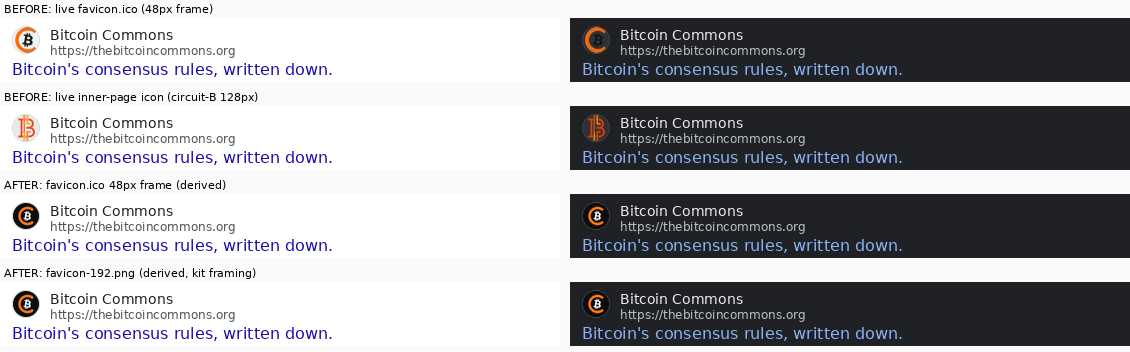 BEFORE: live favicon.ico (48px frame)
Bitcoin Commons
https://thebitcoincommons.org
Bitcoin's consensus rules, written down.
Bitcoin Commons
https://thebitcoincommons.org
Bitcoin's consensus rules, written down.
BEFORE: live inner-page icon (circuit-B 128px)
Bitcoin Commons
https://thebitcoincommons.org
Bitcoin's consensus rules, written down.
Bitcoin Commons
https://thebitcoincommons.org
Bitcoin's consensus rules, written down.
AFTER: favicon.ico 48px frame (derived)
Bitcoin Commons
https://thebitcoincommons.org
Bitcoin's consensus rules, written down.
Bitcoin Commons
https://thebitcoincommons.org
Bitcoin's consensus rules, written down.
AFTER: favicon-192.png (derived, kit framing)
Bitcoin Commons
https://thebitcoincommons.org
Bitcoin's consensus rules, written down.
Bitcoin Commons
https://thebitcoincommons.org
Bitcoin's consensus rules, written down.